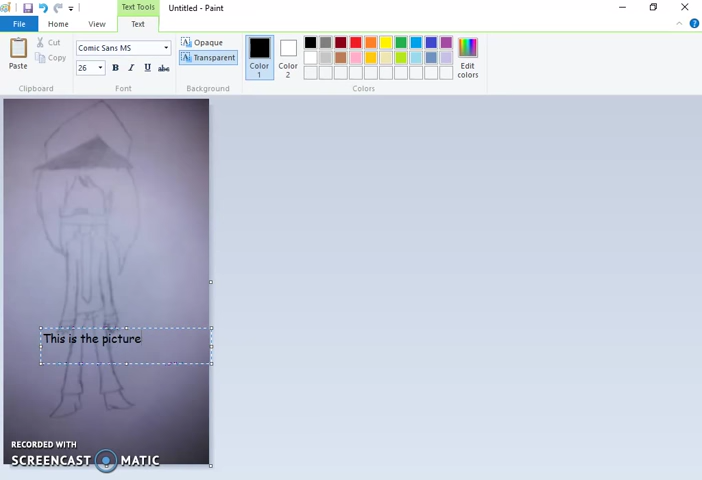 Text Tools
Untitled - Paint
File
Home
View
Text
Paste
Cut
Copy
Clipboard
Comic Sans MS
26
B
I
U
abc
Font
A Opaque
A Transparent
Background
Color
1
Color
2
Edit
colors
Colors
This is the picture
RECORDED WITH
SCREENCAST MATIC